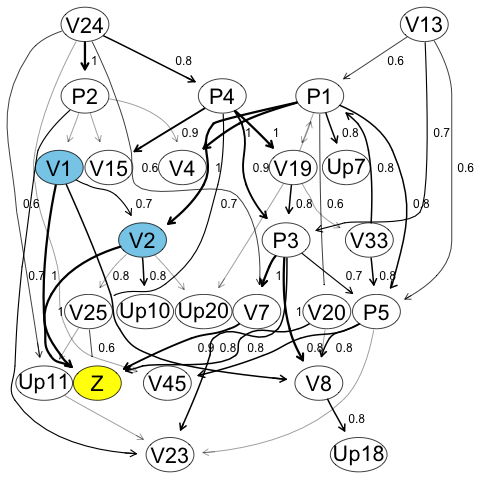 V24 V13
1 0.8 0.6
P2 P4 P1
0.9 1 1 0.8 0.7
V1 V15 0.6 V4 1 0.9 V19 Up7 0.8 0.6
0.6 0.7 0.7 0.8 0.6 0.8 0.8
V2 P3 V33
0.7 1 0.8 0.8 1 0.7 0.8
V25 Up10 Up20 V7 V20 P5
0.6 0.9 0.8 0.8 0.8 0.8
Up11 Z V45 V8
0.8
V23 Up18